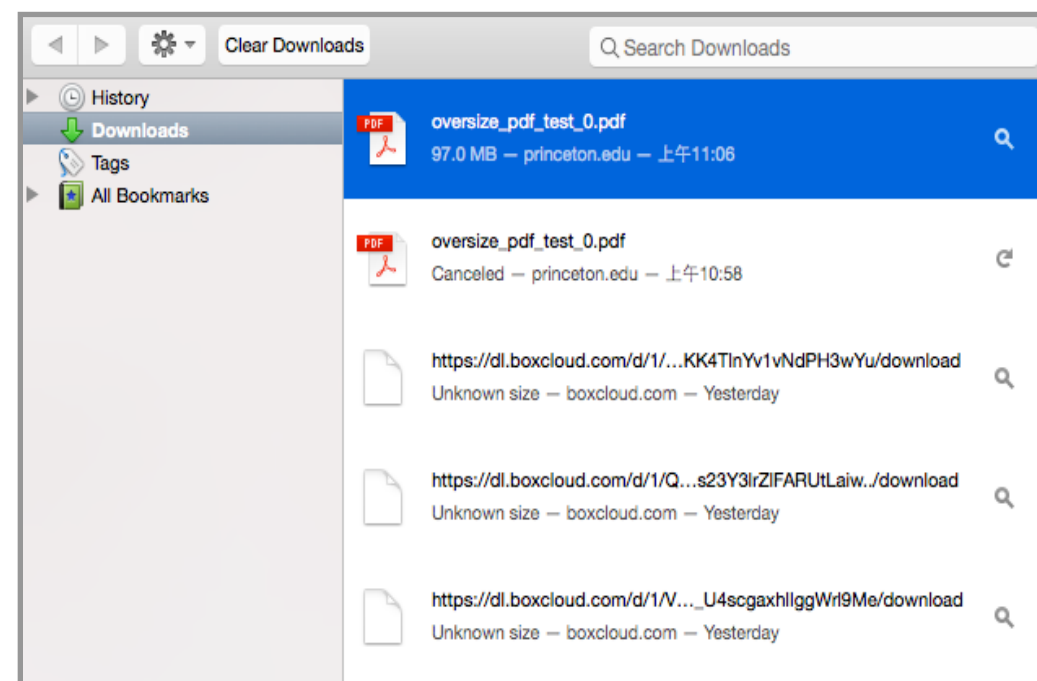 Clear Downloads
Search Downloads
History
Downloads
Tags
All Bookmarks
PDF
oversize_pdf_test_0.pdf
97.0 MB — princeton.edu — 上午11:06
PDF
oversize_pdf_test_0.pdf
Canceled — princeton.edu — 上午10:58
https://dl.boxcloud.com/d/1/…KK4TlnYv1vNdPH3wYu/download
Unknown size — boxcloud.com — Yesterday
https://dl.boxcloud.com/d/1/Q…s23Y3lrZlFARUtLaiw../download
Unknown size — boxcloud.com — Yesterday
https://dl.boxcloud.com/d/1/V…_U4scgaxhlIggWrl9Me/download
Unknown size — boxcloud.com — Yesterday